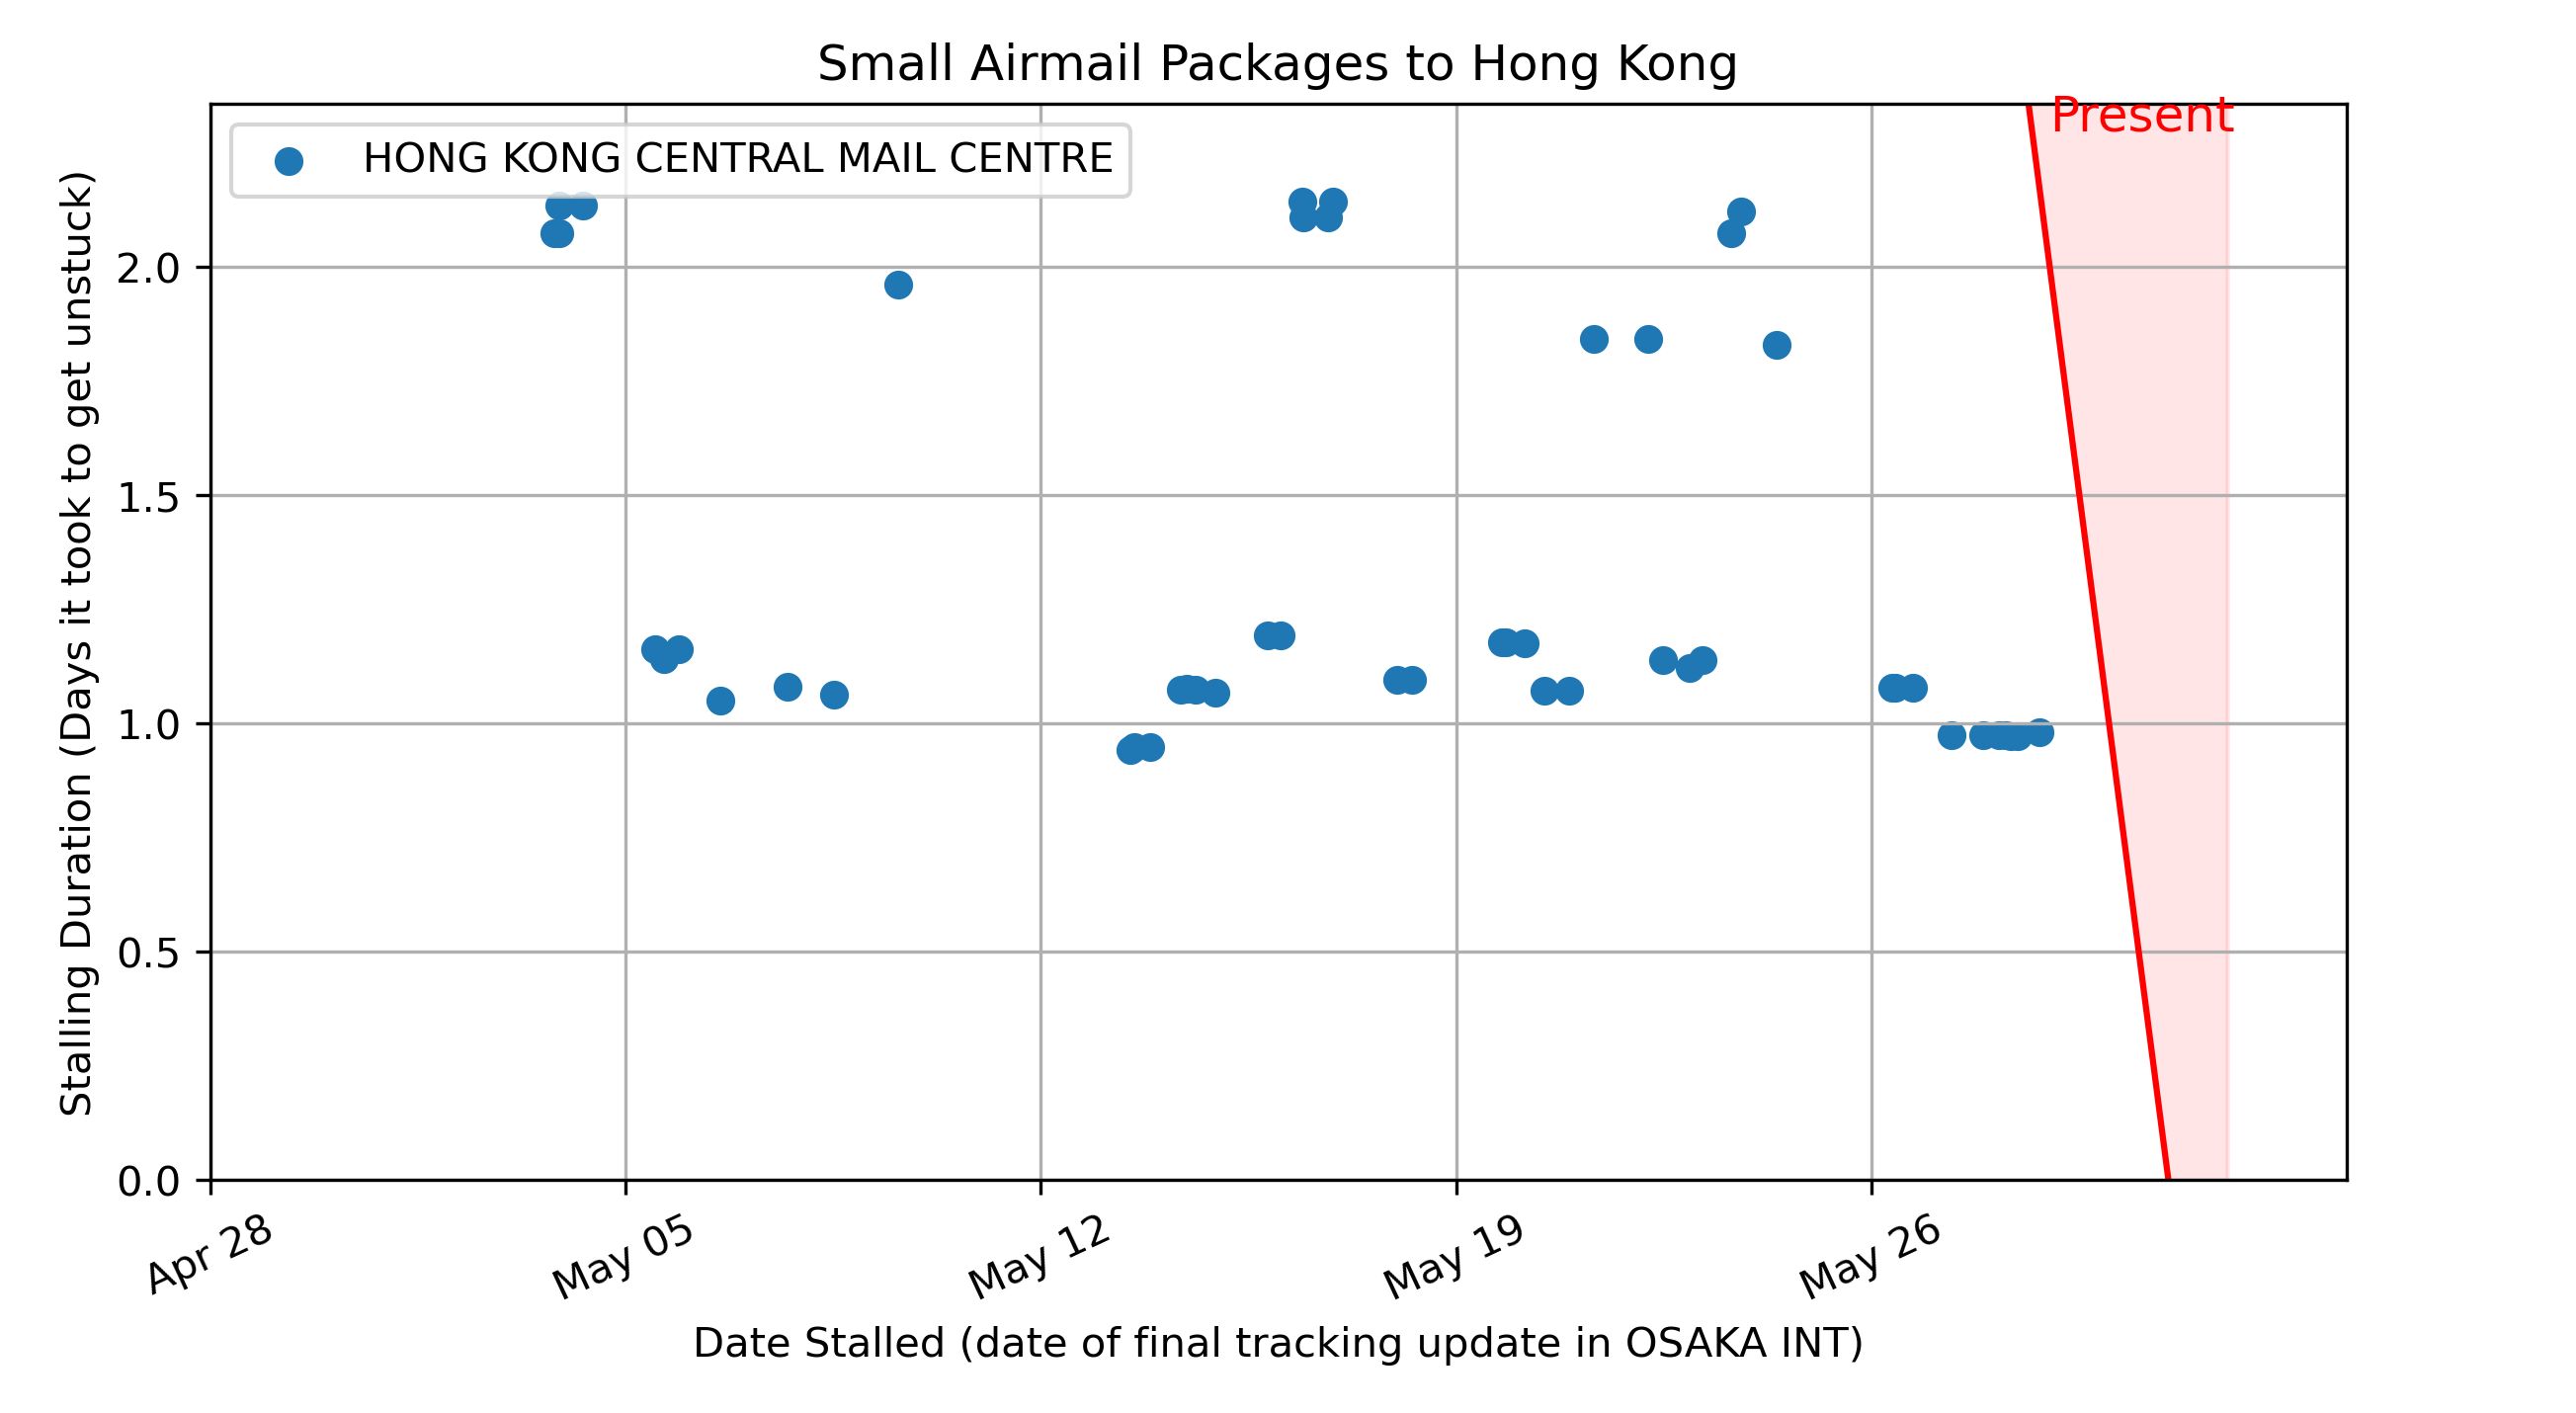 Small Airmail Packages to Hong Kong
Present
HONG KONG CENTRAL MAIL CENTRE
Stalling Duration (Days it took to get unstuck)
2.0
1.5
1.0
0.5
0.0
Apr 28
May 05
May 12
May 19
May 26
Date Stalled (date of final tracking update in OSAKA INT)